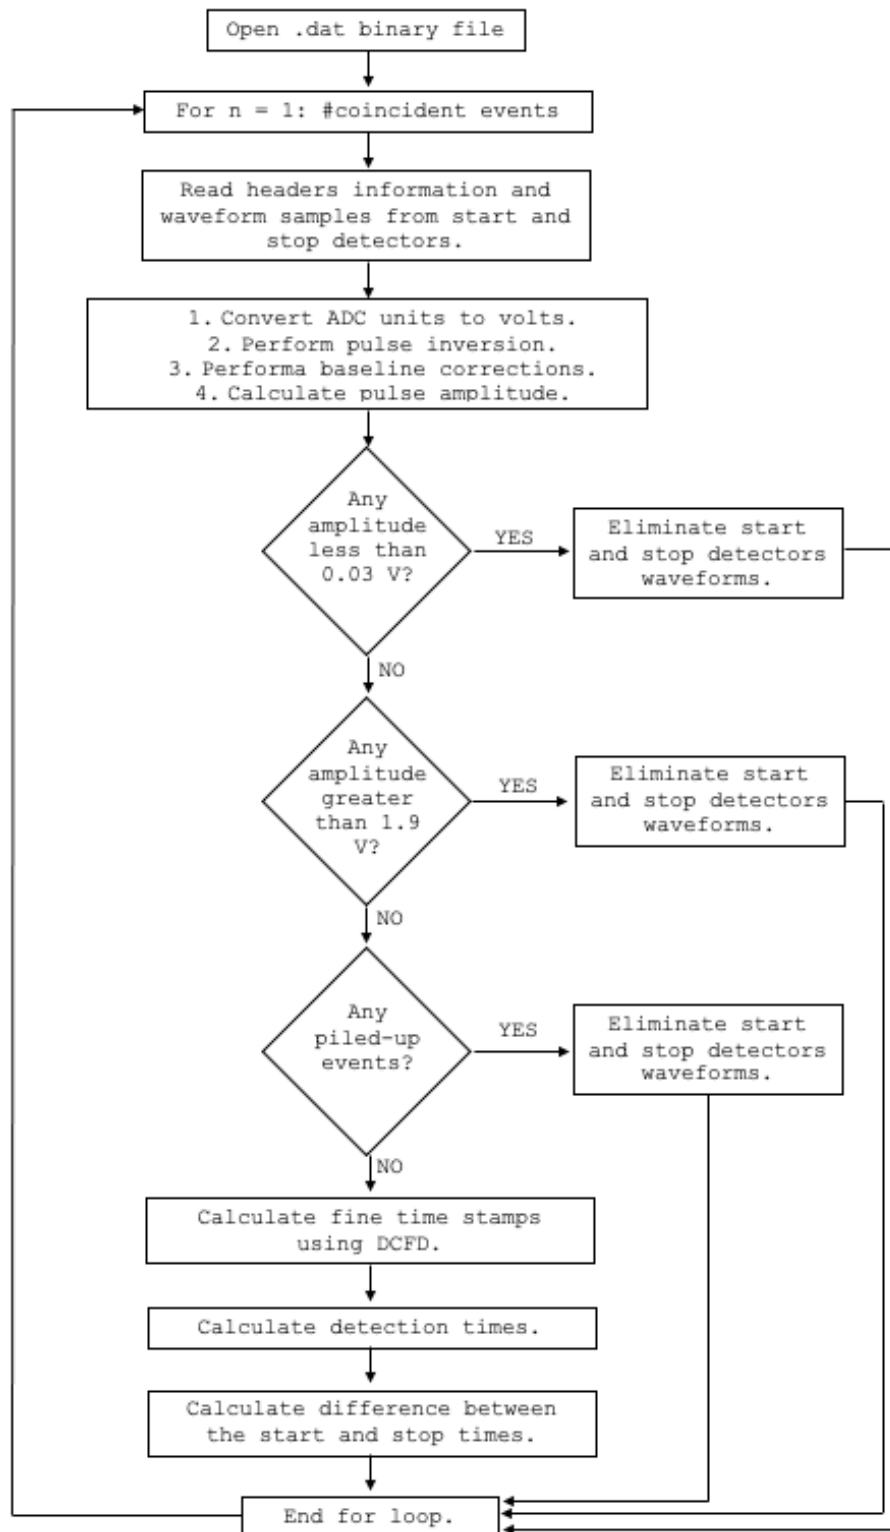 Open .dat binary file
For n = 1: #coincident events
Read headers information and
waveform samples from start and
stop detectors.
1. Convert ADC units to volts.
2. Perform pulse inversion.
3. Performa baseline corrections.
4. Calculate pulse amplitude.
Any
amplitude
less than
0.03 V?
YES
Eliminate start
and stop detectors
waveforms.
NO
Any
amplitude
greater
than 1.9
V?
YES
Eliminate start
and stop detectors
waveforms.
NO
Any
piled-up
events?
YES
Eliminate start
and stop detectors
waveforms.
NO
Calculate fine time stamps
using DCFD.
Calculate detection times.
Calculate difference between
the start and stop times.
End for loop.